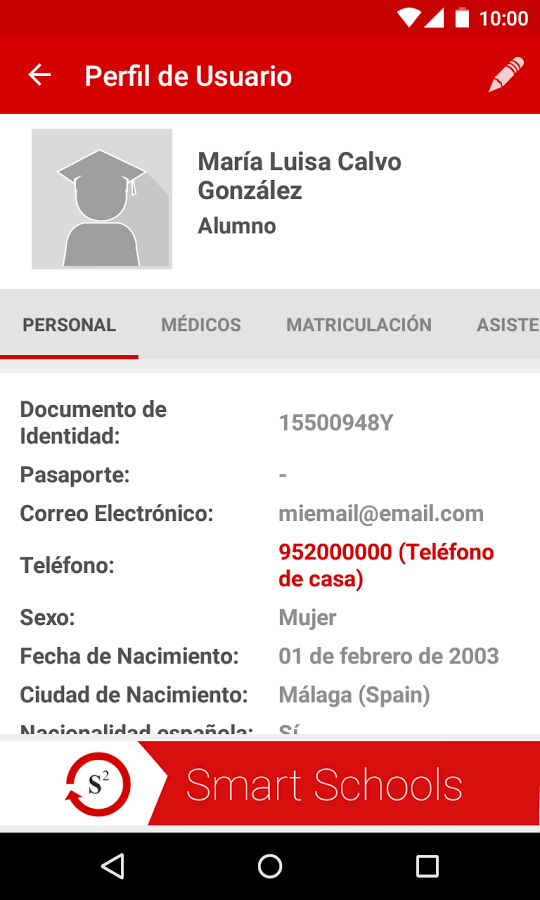 10:00
Perfil de Usuario
María Luisa Calvo
González
Alumno
PERSONAL MÉDICOS MATRICULACIÓN ASISTE
Documento de
Identidad: 15500948Y
Pasaporte: -
Correo Electrónico: miemail@email.com
Teléfono: 952000000 (Teléfono
de casa)
Sexo: Mujer
Fecha de Nacimiento: 01 de febrero de 2003
Ciudad de Nacimiento: Málaga (Spain)
Nacionalidad española: Sí
S² Smart Schools